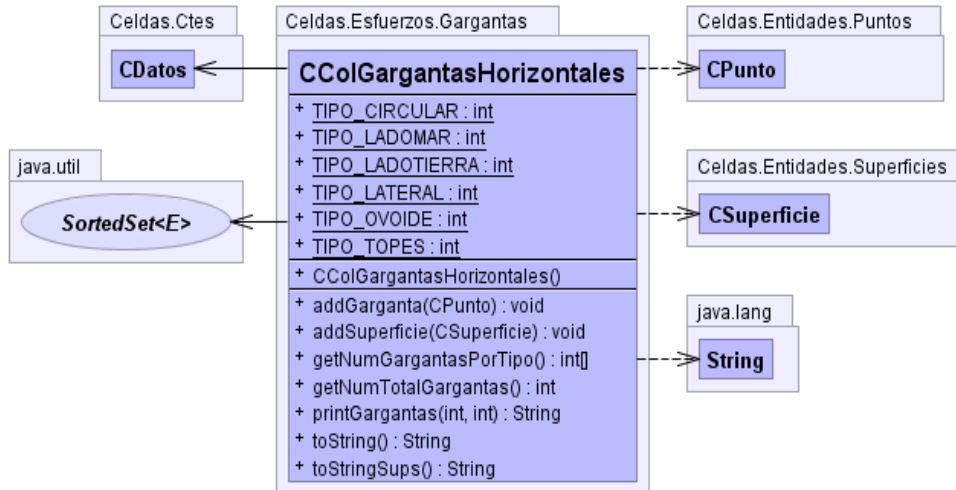 Celdas.Ctes
CDatos
java.util
SortedSet<E>
Celdas.Esfuerzos.Gargantas
CColGargantasHorizontales
+ TIPO_CIRCULAR : int
+ TIPO_LADOMAR : int
+ TIPO_LADOTIERRA : int
+ TIPO_LATERAL : int
+ TIPO_OVOIDE : int
+ TIPO_TOPES : int
+ CColGargantasHorizontales()
+ addGarganta(CPunto) : void
+ addSuperficie(CSuperficie) : void
+ getNumGargantasPorTipo() : int[]
+ getNumTotalGargantas() : int
+ printGargantas(int, int) : String
+ toString() : String
+ toStringSups() : String
Celdas.Entidades.Puntos
CPunto
Celdas.Entidades.Superficies
CSuperficie
java.lang
String